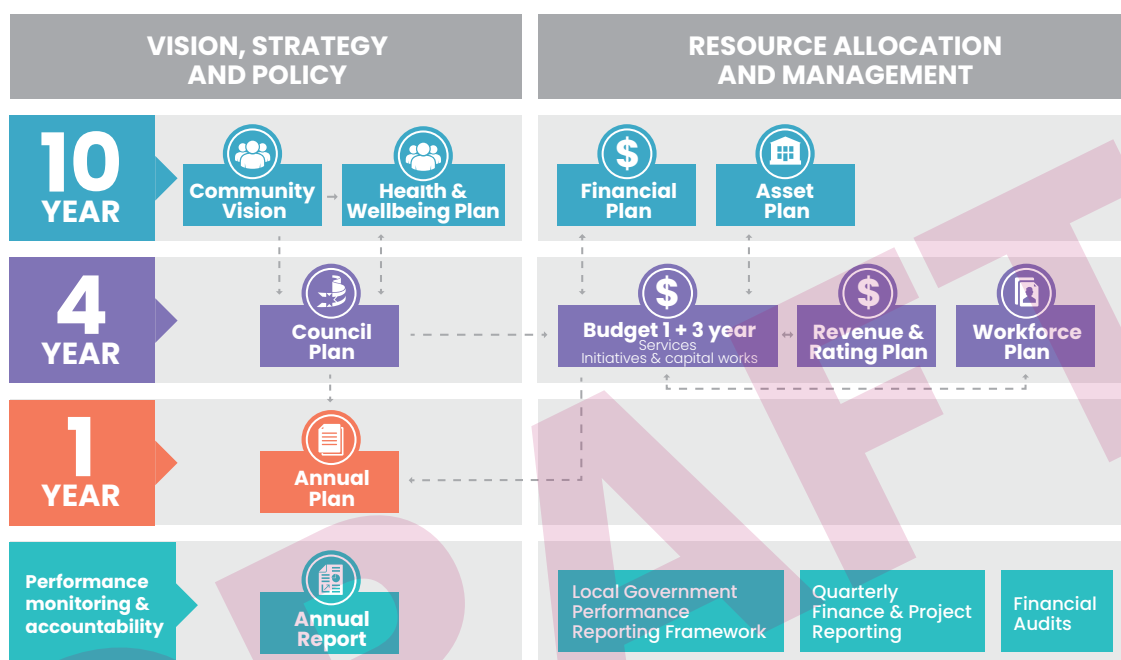 VISION, STRATEGY
AND POLICY
RESOURCE ALLOCATION
AND MANAGEMENT
10
YEAR
Community
Vision
Health &
Wellbeing Plan
$
Financial
Plan
Asset
Plan
4
YEAR
Council
Plan
$
Budget 1 + 3 year
Services
Initiatives & capital works
$
Revenue &
Rating Plan
Workforce
Plan
1
YEAR
Annual
Plan
Performance
monitoring &
accountability
Annual
Report
Local Government
Performance
Reporting Framework
Quarterly
Finance & Project
Reporting
Financial
Audits
DRAFT